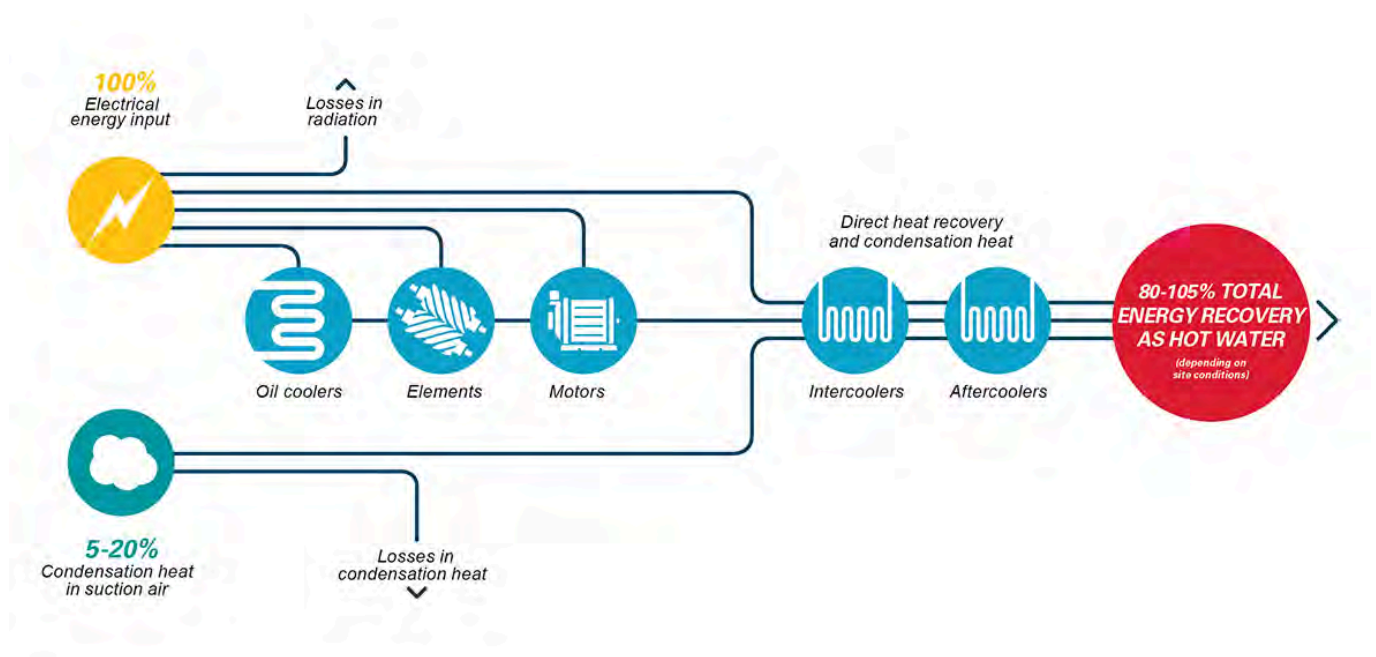 100%
Electrical
energy input
Losses in
radiation
Direct heat recovery
and condensation heat
80-105% TOTAL
ENERGY RECOVERY
AS HOT WATER
(depending on
site conditions)
Oil coolers
Elements
Motors
Intercoolers
Aftercoolers
5-20%
Condensation heat
in suction air
Losses in
condensation heat